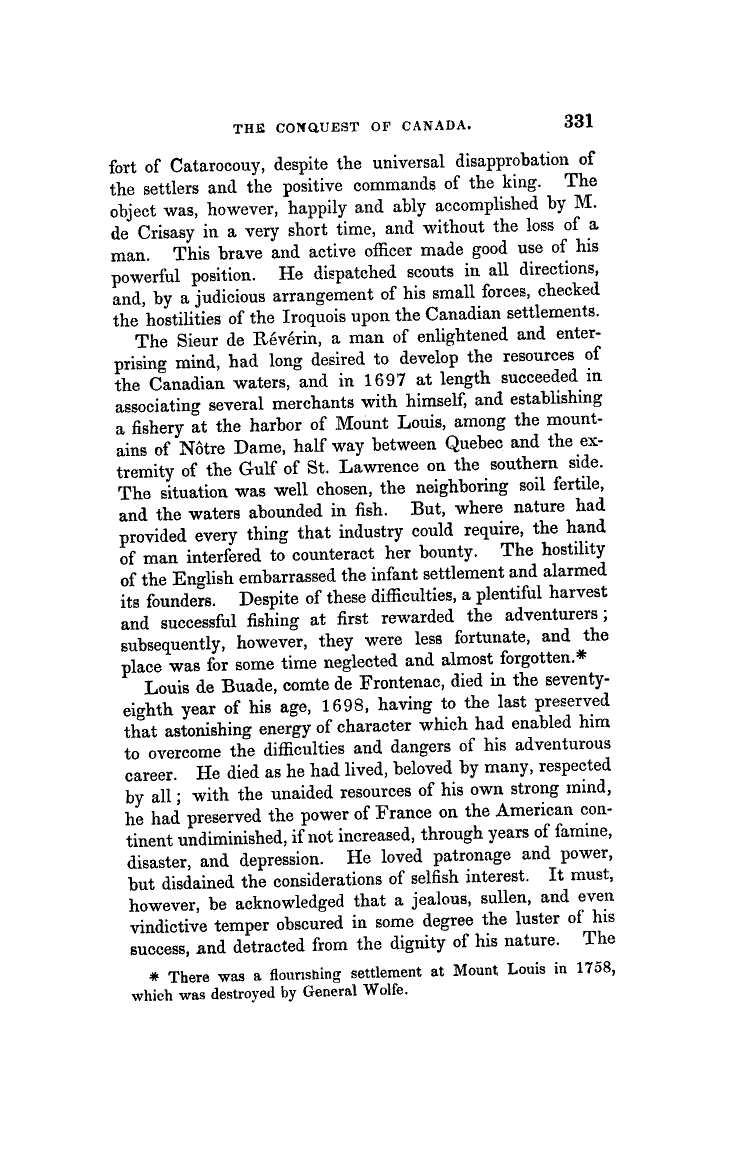 THE CONQUEST OF CANADA. 331
fort of Catarocouy, despite the universal disapprobation of
the settlers and the positive commands of the king. The
object was, however, happily and ably accomplished by M.
de Crisasy in a very short time, and without the loss of a
man. This brave and active officer made good use of his
powerful position. He dispatched scouts in all directions,
and, by a judicious arrangement of his small forces, checked
the hostilities of the Iroquois upon the Canadian settlements.
The Sieur de Révérin, a man of enlightened and enter-
prising mind, had long desired to develop the resources of
the Canadian waters, and in 1697 at length succeeded in
associating several merchants with himself, and establishing
a fishery at the harbor of Mount Louis, among the mount-
ains of Nôtre Dame, half way between Quebec and the ex-
tremity of the Gulf of St. Lawrence on the southern side.
The situation was well chosen, the neighboring soil fertile,
and the waters abounded in fish. But, where nature had
provided every thing that industry could require, the hand
of man interfered to counteract her bounty. The hostility
of the English embarrassed the infant settlement and alarmed
its founders. Despite of these difficulties, a plentiful harvest
and successful fishing at first rewarded the adventurers;
subsequently, however, they were less fortunate, and the
place was for some time neglected and almost forgotten.*
Louis de Buade, comte de Frontenac, died in the seventy-
eighth year of his age, 1698, having to the last preserved
that astonishing energy of character which had enabled him
to overcome the difficulties and dangers of his adventurous
career. He died as he had lived, beloved by many, respected
by all; with the unaided resources of his own strong mind,
he had preserved the power of France on the American con-
tinent undiminished, if not increased, through years of famine,
disaster, and depression. He loved patronage and power,
but disdained the considerations of selfish interest. It must,
however, be acknowledged that a jealous, sullen, and even
vindictive temper obscured in some degree the luster of his
success, and detracted from the dignity of his nature. The
* There was a flourishing settlement at Mount Louis in 1758,
which was destroyed by General Wolfe.